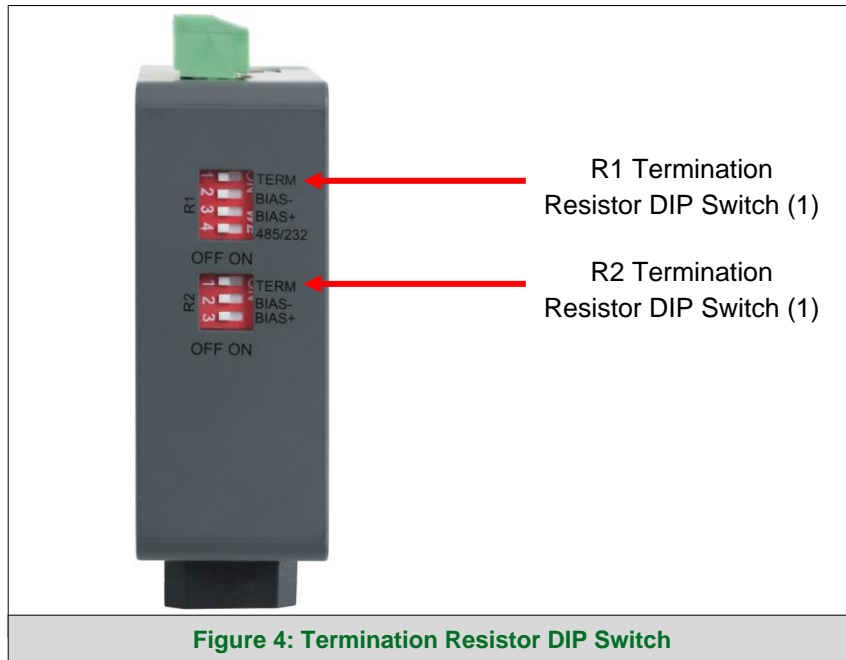 R1 Termination
Resistor DIP Switch (1)
ON
1 TERM
2 BIAS-
3 BIAS+
4 485/232
R1
OFF ON
R2 Termination
Resistor DIP Switch (1)
1 TERM
2 BIAS-
3 BIAS+
R2
OFF ON
Figure 4: Termination Resistor DIP Switch